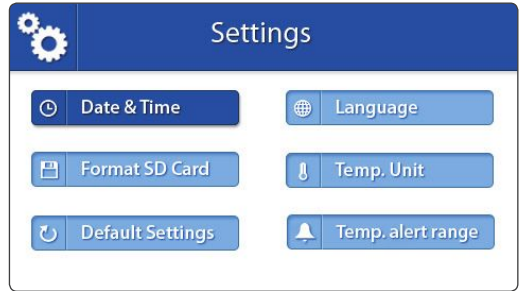 Settings
Date & Time
Language
Format SD Card
Temp. Unit
Default Settings
Temp. alert range